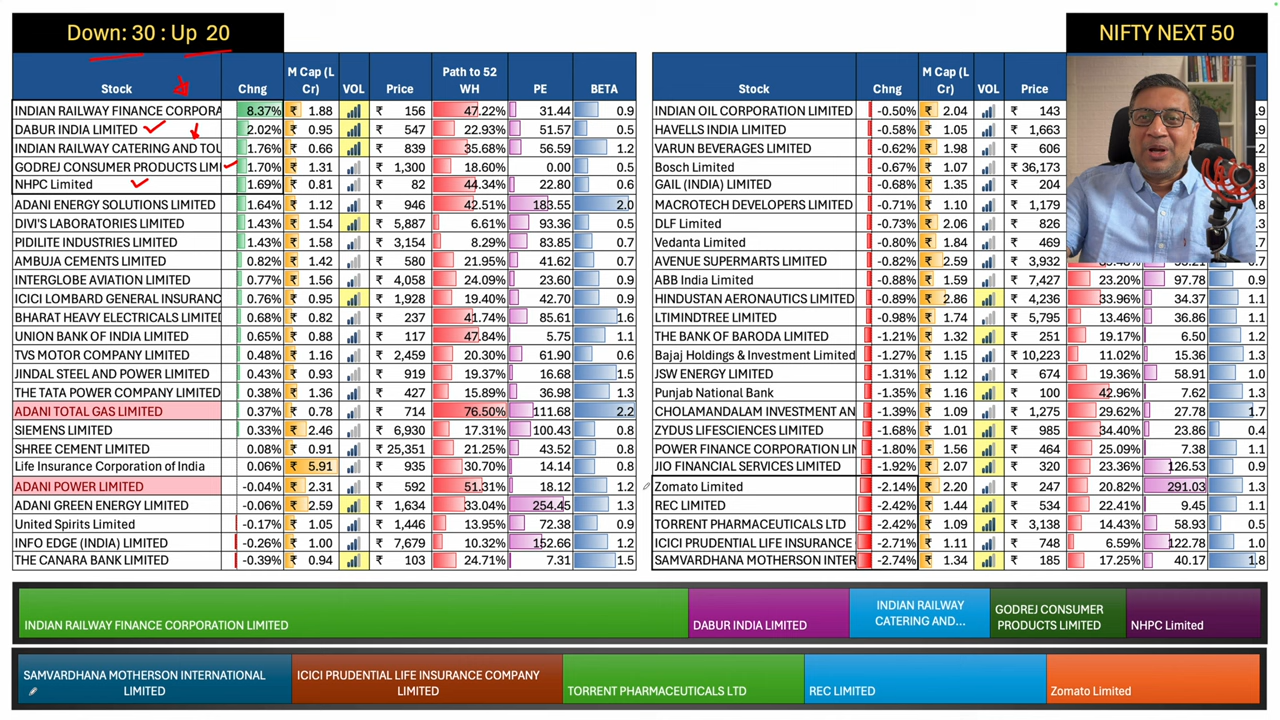 Down: 30 : Up 20
NIFTY NEXT 50
Stock Chng M Cap (L Cr) VOL Price Path to 52 WH PE BETA
INDIAN RAILWAY FINANCE CORPORA 8.37% ₹ 1.88 ₹ 156 47.22% 31.44 0.9
DABUR INDIA LIMITED 2.02% ₹ 0.95 ₹ 547 22.93% 51.57 0.5
INDIAN RAILWAY CATERING AND TOU 1.76% ₹ 0.66 ₹ 839 35.68% 56.59 1.2
GODREJ CONSUMER PRODUCTS LIMI 1.70% ₹ 1.31 ₹ 1,300 18.60% 0.00 0.5
NHPC Limited 1.69% ₹ 0.81 ₹ 82 44.34% 22.80 0.6
ADANI ENERGY SOLUTIONS LIMITED 1.64% ₹ 1.12 ₹ 946 42.51% 183.55 2.0
DIVI'S LABORATORIES LIMITED 1.43% ₹ 1.54 ₹ 5,887 6.61% 93.36 0.5
PIDILITE INDUSTRIES LIMITED 1.43% ₹ 1.58 ₹ 3,154 8.29% 83.85 0.7
AMBUJA CEMENTS LIMITED 0.82% ₹ 1.42 ₹ 580 21.95% 41.62 0.7
INTERGLOBE AVIATION LIMITED 0.77% ₹ 1.56 ₹ 4,058 24.09% 23.60 0.9
ICICI LOMBARD GENERAL INSURANC 0.76% ₹ 0.95 ₹ 1,928 19.40% 42.70 0.9
BHARAT HEAVY ELECTRICALS LIMITED 0.68% ₹ 0.82 ₹ 237 41.74% 85.61 1.6
UNION BANK OF INDIA LIMITED 0.65% ₹ 0.88 ₹ 117 47.84% 5.75 1.1
TVS MOTOR COMPANY LIMITED 0.48% ₹ 1.16 ₹ 2,459 20.30% 61.90 0.6
JINDAL STEEL AND POWER LIMITED 0.43% ₹ 0.93 ₹ 919 19.37% 16.68 1.5
THE TATA POWER COMPANY LIMITED 0.38% ₹ 1.36 ₹ 427 15.89% 36.98 1.3
ADANI TOTAL GAS LIMITED 0.37% ₹ 0.78 ₹ 714 76.50% 111.68 2.2
SIEMENS LIMITED 0.33% ₹ 2.46 ₹ 6,930 17.31% 100.43 0.8
SHREE CEMENT LIMITED 0.08% ₹ 0.91 ₹ 25,351 21.25% 43.52 0.8
Life Insurance Corporation of India 0.06% ₹ 5.91 ₹ 935 30.70% 14.14 0.8
ADANI POWER LIMITED -0.04% ₹ 2.31 ₹ 592 51.31% 18.12 1.2
ADANI GREEN ENERGY LIMITED -0.06% ₹ 2.59 ₹ 1,634 33.04% 254.45 1.3
United Spirits Limited -0.17% ₹ 1.05 ₹ 1,446 13.95% 72.38 0.9
INFO EDGE (INDIA) LIMITED -0.26% ₹ 1.00 ₹ 7,679 10.32% 152.66 1.2
THE CANARA BANK LIMITED -0.39% ₹ 0.94 ₹ 103 24.71% 7.31 1.5
Stock Chng M Cap (L Cr) VOL Price
INDIAN OIL CORPORATION LIMITED -0.50% ₹ 2.04 ₹ 143
HAVELLS INDIA LIMITED -0.58% ₹ 1.05 ₹ 1,663
VARUN BEVERAGES LIMITED -0.62% ₹ 1.98 ₹ 606
Bosch Limited -0.67% ₹ 1.07 ₹ 36,173
GAIL (INDIA) LIMITED -0.68% ₹ 1.35 ₹ 204
MACROTECH DEVELOPERS LIMITED -0.71% ₹ 1.10 ₹ 1,179
DLF Limited -0.73% ₹ 2.06 ₹ 826
Vedanta Limited -0.80% ₹ 1.84 ₹ 469
AVENUE SUPERMARTS LIMITED -0.82% ₹ 2.59 ₹ 3,932
ABB India Limited -0.88% ₹ 1.59 ₹ 7,427 23.20% 97.78 0.9
HINDUSTAN AERONAUTICS LIMITED -0.89% ₹ 2.86 ₹ 4,236 33.96% 34.37 1.1
LTIMINDTREE LIMITED -0.98% ₹ 1.74 ₹ 5,795 13.46% 36.86 1.1
THE BANK OF BARODA LIMITED -1.21% ₹ 1.32 ₹ 251 19.17% 6.50 1.2
Bajaj Holdings & Investment Limited -1.27% ₹ 1.15 ₹ 10,223 11.02% 15.36 1.3
JSW ENERGY LIMITED -1.31% ₹ 1.12 ₹ 674 19.36% 58.91 1.0
Punjab National Bank -1.35% ₹ 1.16 ₹ 100 42.96% 7.62 1.3
CHOLAMANDALAM INVESTMENT AN -1.39% ₹ 1.09 ₹ 1,275 29.62% 27.78 1.7
ZYDUS LIFESCIENCES LIMITED -1.68% ₹ 1.01 ₹ 985 34.40% 23.86 0.4
POWER FINANCE CORPORATION LIN -1.80% ₹ 1.56 ₹ 464 25.09% 7.38 1.1
JIO FINANCIAL SERVICES LIMITED -1.92% ₹ 2.07 ₹ 320 23.36% 126.53 0.9
Zomato Limited -2.14% ₹ 2.20 ₹ 247 20.82% 291.03 1.3
REC LIMITED -2.42% ₹ 1.44 ₹ 534 22.41% 9.45 1.1
TORRENT PHARMACEUTICALS LTD -2.42% ₹ 1.09 ₹ 3,138 14.43% 58.93 0.5
ICICI PRUDENTIAL LIFE INSURANCE -2.71% ₹ 1.11 ₹ 748 6.59% 122.78 1.0
SAMVARDHANA MOTHERSON INTER -2.74% ₹ 1.34 ₹ 185 17.25% 40.17 1.8
INDIAN RAILWAY FINANCE CORPORATION LIMITED
DABUR INDIA LIMITED
INDIAN RAILWAY
CATERING AND...
GODREJ CONSUMER
PRODUCTS LIMITED
NHPC Limited
SAMVARDHANA MOTHERSON INTERNATIONAL
LIMITED
ICICI PRUDENTIAL LIFE INSURANCE COMPANY
LIMITED
TORRENT PHARMACEUTICALS LTD
REC LIMITED
Zomato Limited